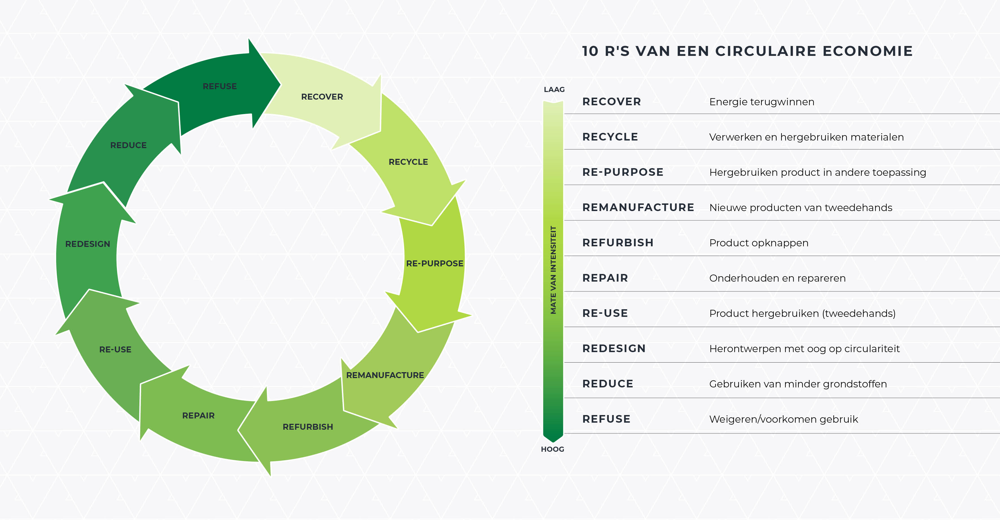 REFUSE
RECOVER
REDUCE
RECYCLE
REDESIGN
RE-PURPOSE
RE-USE
REMANUFACTURE
REPAIR
REFURBISH
10 R'S VAN EEN CIRCULAIRE ECONOMIE
LAAG
MATE VAN INTENSITEIT
HOOG
RECOVER Energie terugwinnen
RECYCLE Verwerken en hergebruiken materialen
RE-PURPOSE Hergebruiken product in andere toepassing
REMANUFACTURE Nieuwe producten van tweedehands
REFURBISH Product opknappen
REPAIR Onderhouden en repareren
RE-USE Product hergebruiken (tweedehands)
REDESIGN Herontwerpen met oog op circulariteit
REDUCE Gebruiken van minder grondstoffen
REFUSE Weigeren/voorkomen gebruik